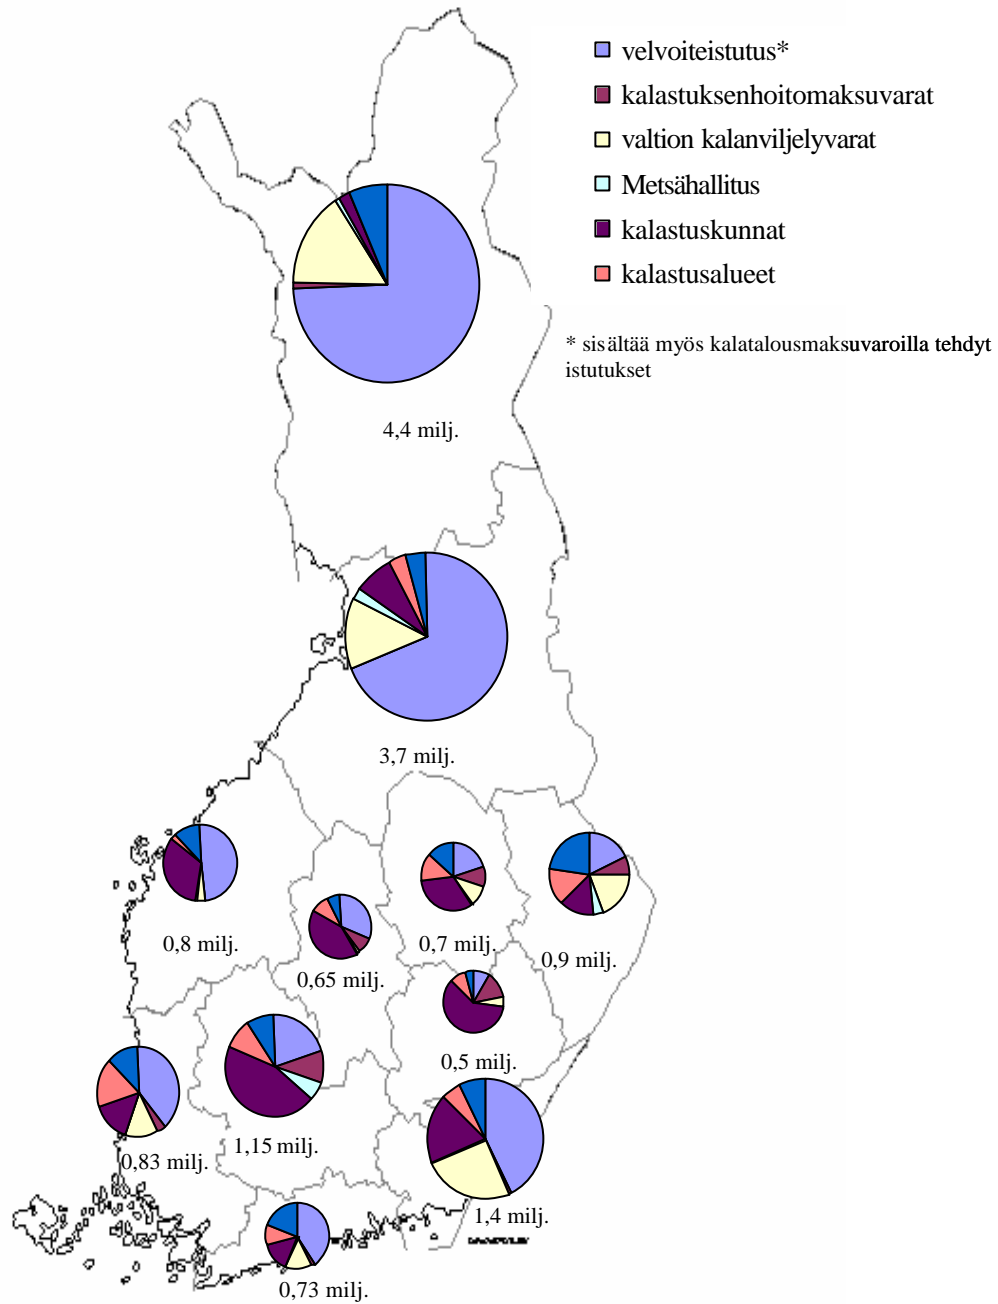 velvoiteistutus*
kalastuksenhoitomaksuvarat
valtion kalanviljelyvarat
Metsähallitus
kalastuskunnat
kalastusalueet
* sisältää myös kalatalousmaksuvaroilla tehdyt
istutukset
4,4 milj.
3,7 milj.
0,8 milj.
0,65 milj.
0,7 milj.
0,9 milj.
0,5 milj.
0,83 milj.
1,15 milj.
1,4 milj.
0,73 milj.